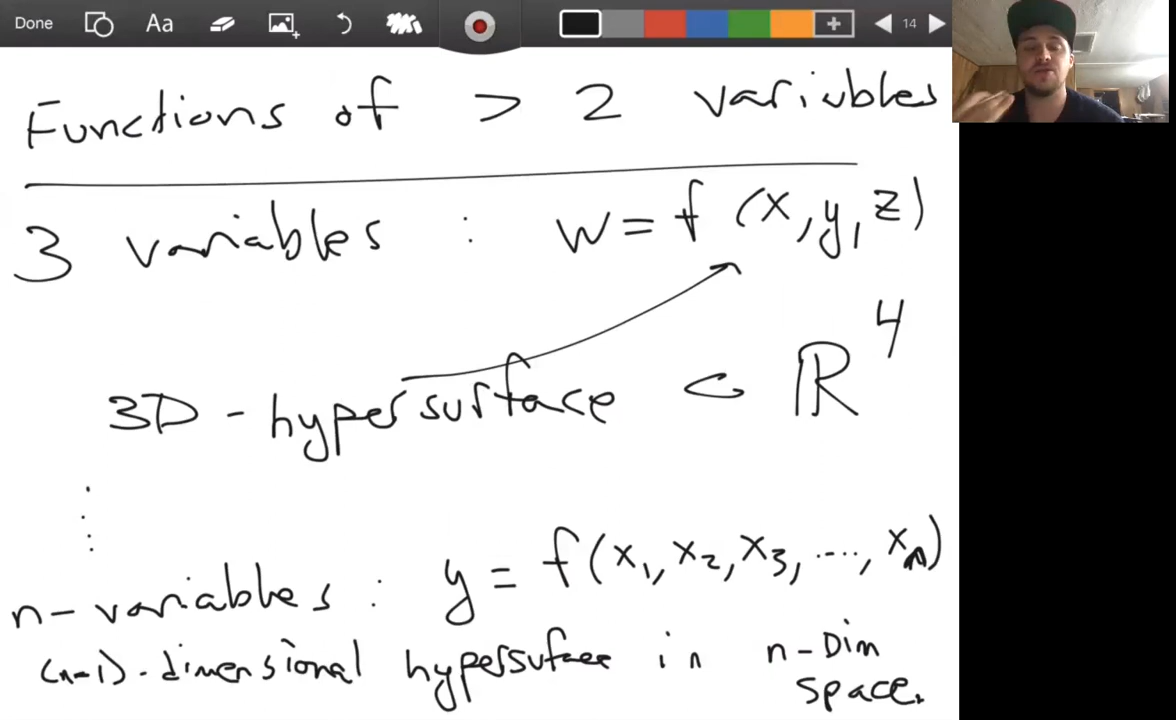 Done Aa 14
Functions of > 2 variables
3 variables : w = f (x, y, z)
3D - hypersurface ⊂ ℝ⁴
⋮
n - variables : y = f(x₁, x₂, x₃, ...., xₙ)
(n-1) - dimensional hypersuface in n-Dim
space.